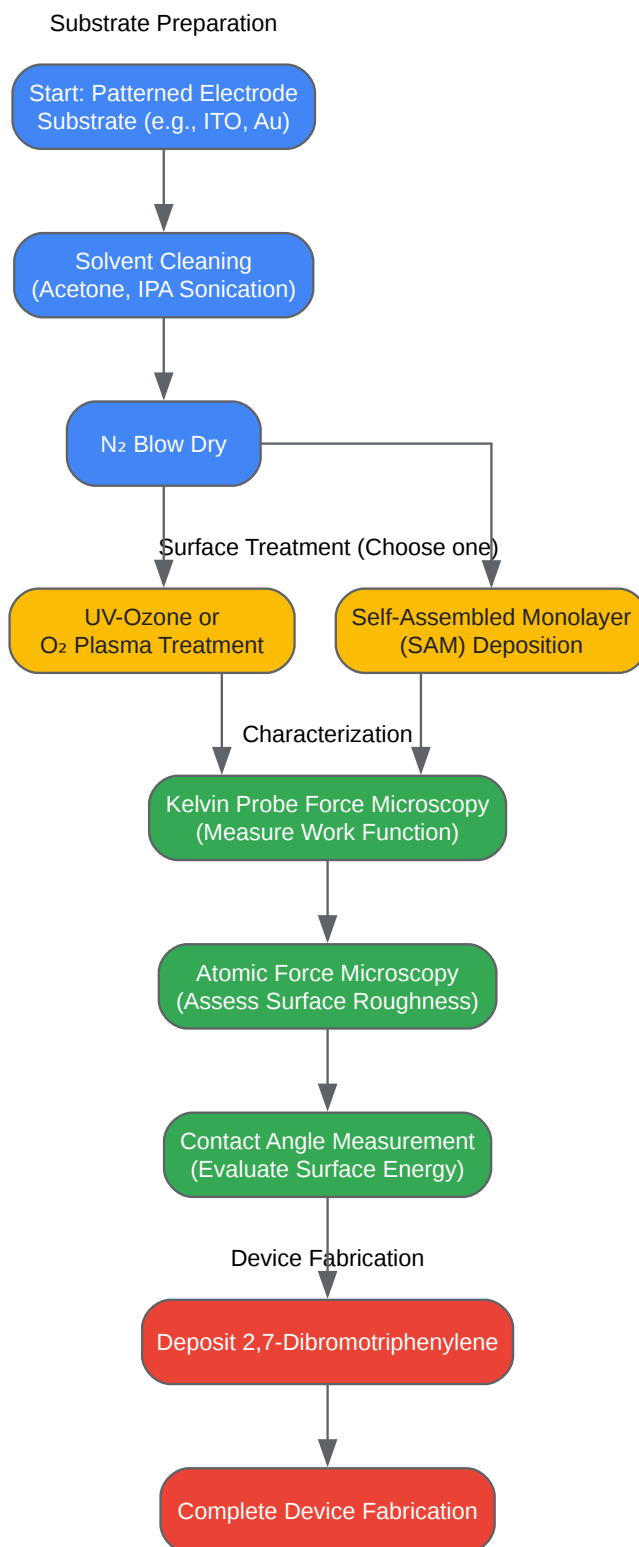 Substrate Preparation
Start: Patterned Electrode
Substrate (e.g., ITO, Au)
Solvent Cleaning
(Acetone, IPA Sonication)
N₂ Blow Dry
Surface Treatment (Choose one)
UV-Ozone or
O₂ Plasma Treatment
Self-Assembled Monolayer
(SAM) Deposition
Characterization
Kelvin Probe Force Microscopy
(Measure Work Function)
Atomic Force Microscopy
(Assess Surface Roughness)
Contact Angle Measurement
(Evaluate Surface Energy)
Device Fabrication
Deposit 2,7-Dibromotriphenylene
Complete Device Fabrication